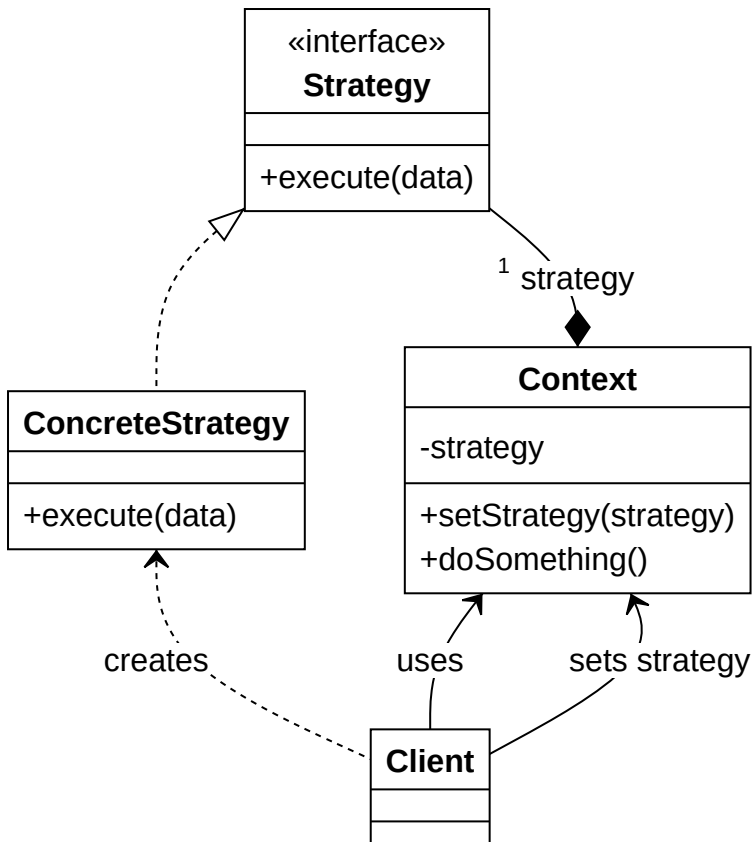 «interface»
Strategy
+execute(data)
1 strategy
ConcreteStrategy
+execute(data)
Context
-strategy
+setStrategy(strategy)
+doSomething()
creates
uses
sets strategy
Client